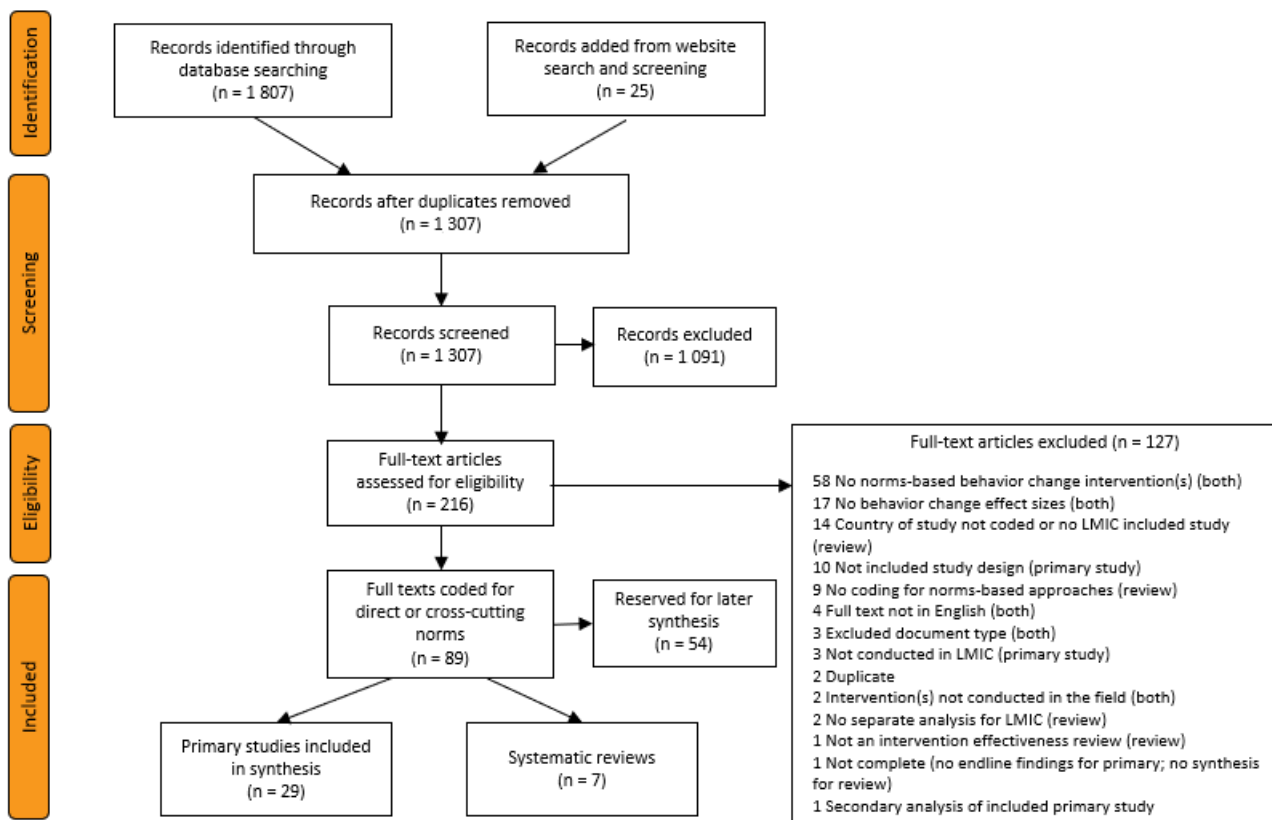 Identification
Records identified through
database searching
(n = 1 807)
Records added from website
search and screening
(n = 25)
Screening
Records after duplicates removed
(n = 1 307)
Records screened
(n = 1 307)
Records excluded
(n = 1 091)
Eligibility
Full-text articles
assessed for eligibility
(n = 216)
Full-text articles excluded (n = 127)
58 No norms-based behavior change intervention(s) (both)
17 No behavior change effect sizes (both)
14 Country of study not coded or no LMIC included study
(review)
10 Not included study design (primary study)
9 No coding for norms-based approaches (review)
4 Full text not in English (both)
3 Excluded document type (both)
3 Not conducted in LMIC (primary study)
2 Duplicate
2 Intervention(s) not conducted in the field (both)
2 No separate analysis for LMIC (review)
1 Not an intervention effectiveness review (review)
1 Not complete (no endline findings for primary; no synthesis
for review)
1 Secondary analysis of included primary study
Included
Full texts coded for
direct or cross-cutting
norms
(n = 89)
Reserved for later
synthesis
(n = 54)
Primary studies included
in synthesis
(n = 29)
Systematic reviews
(n = 7)